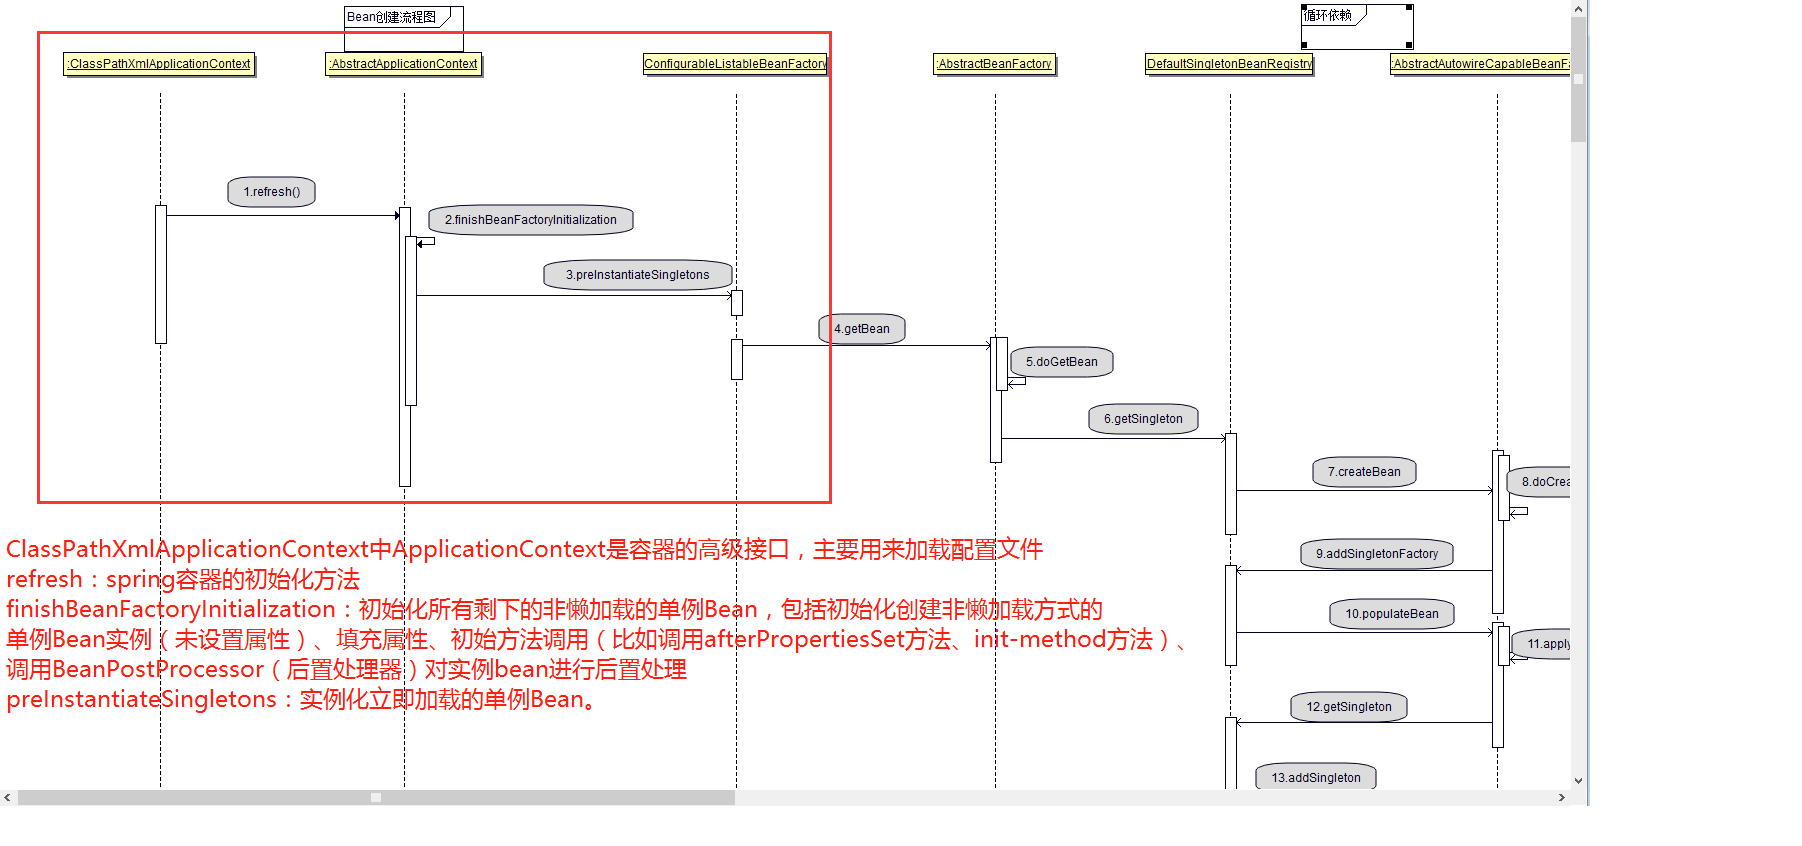 Bean创建流程图
循环依赖
:ClassPathXmlApplicationContext
:AbstractApplicationContext
ConfigurableListableBeanFactory
:AbstractBeanFactory
DefaultSingletonBeanRegistry
:AbstractAutowireCapableBeanFa
1.refresh()
2.finishBeanFactoryInitialization
3.preInstantiateSingletons
4.getBean
5.doGetBean
6.getSingleton
7.createBean
8.doCrea
9.addSingletonFactory
10.populateBean
11.apply
12.getSingleton
13.addSingleton
ClassPathXmlApplicationContext中ApplicationContext是容器的高级接口，主要用来加载配置文件
refresh：spring容器的初始化方法
finishBeanFactoryInitialization：初始化所有剩下的非懒加载的单例Bean，包括初始化创建非懒加载方式的
单例Bean实例（未设置属性）、填充属性、初始方法调用（比如调用afterPropertiesSet方法、init-method方法）、
调用BeanPostProcessor（后置处理器）对实例bean进行后置处理
preInstantiateSingletons：实例化立即加载的单例Bean。